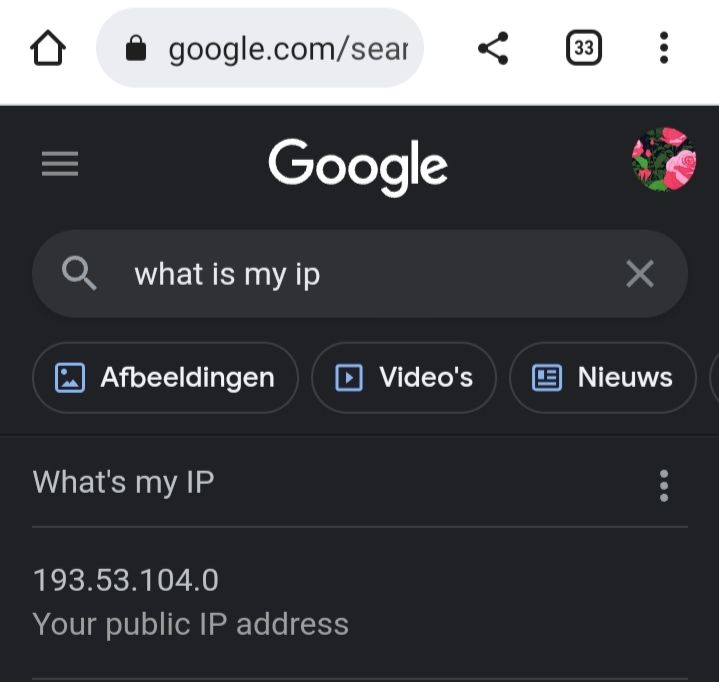 google.com/sear
33
Google
what is my ip
Afbeeldingen Video's Nieuws
What's my IP
193.53.104.0
Your public IP address